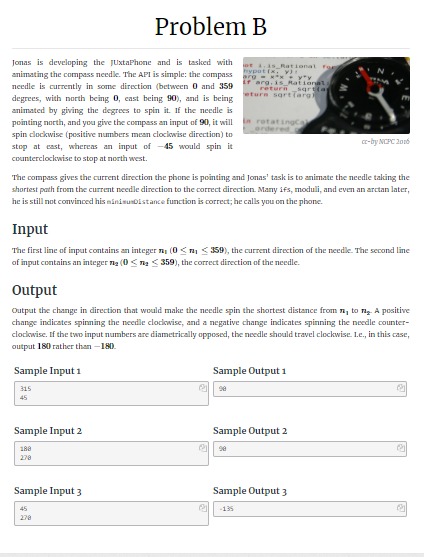 Problem B
Jonas is developing the JUxtaPhone and is tasked with
animating the compass needle. The API is simple: the compass
needle is currently in some direction (between 0 and 359
degrees, with north being 0, east being 90), and is being
animated by giving the degrees to spin it. If the needle is
pointing north, and you give the compass an input of 90, it will
spin clockwise (positive numbers mean clockwise direction) to
stop at east, whereas an input of −45 would spin it
counterclockwise to stop at north west.
cc-by NCPC 2016
The compass gives the current direction the phone is pointing and Jonas' task is to animate the needle taking the
shortest path from the current needle direction to the correct direction. Many ifs, moduli, and even an arctan later,
he is still not convinced his minimumDistance function is correct; he calls you on the phone.
Input
The first line of input contains an integer n₁ (0 ≤ n₁ ≤ 359), the current direction of the needle. The second line
of input contains an integer n₂ (0 ≤ n₂ ≤ 359), the correct direction of the needle.
Output
Output the change in direction that would make the needle spin the shortest distance from n₁ to n₂. A positive
change indicates spinning the needle clockwise, and a negative change indicates spinning the needle counter-
clockwise. If the two input numbers are diametrically opposed, the needle should travel clockwise. I.e., in this case,
output 180 rather than −180.
Sample Input 1
Sample Output 1
315
45
90
Sample Input 2
Sample Output 2
180
270
90
Sample Input 3
Sample Output 3
45
270
-135